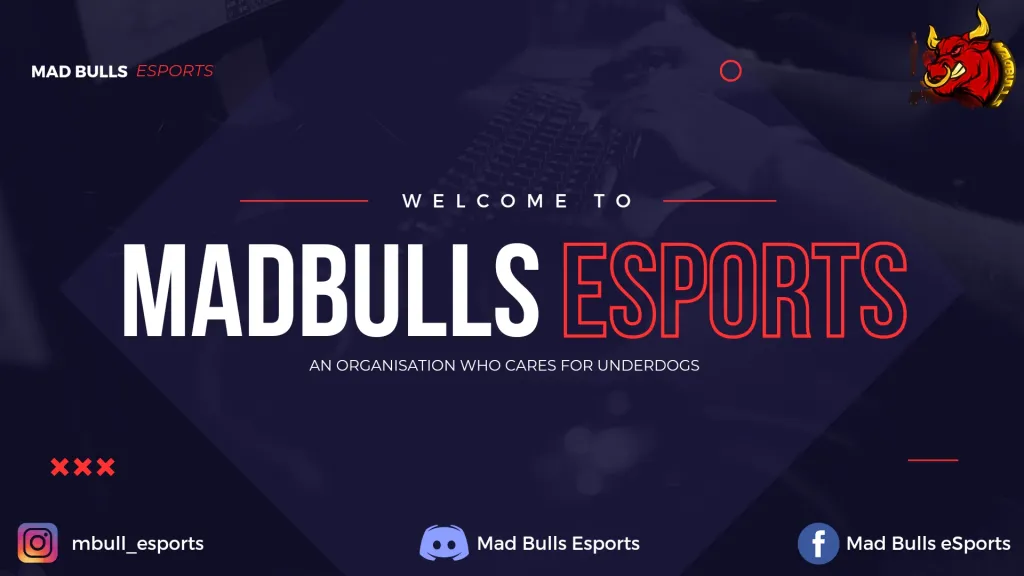 MAD BULLS ESPORTS
WELCOME TO
MADBULLS ESPORTS
AN ORGANISATION WHO CARES FOR UNDERDOGS
mbull_esports
Mad Bulls Esports
Mad Bulls eSports